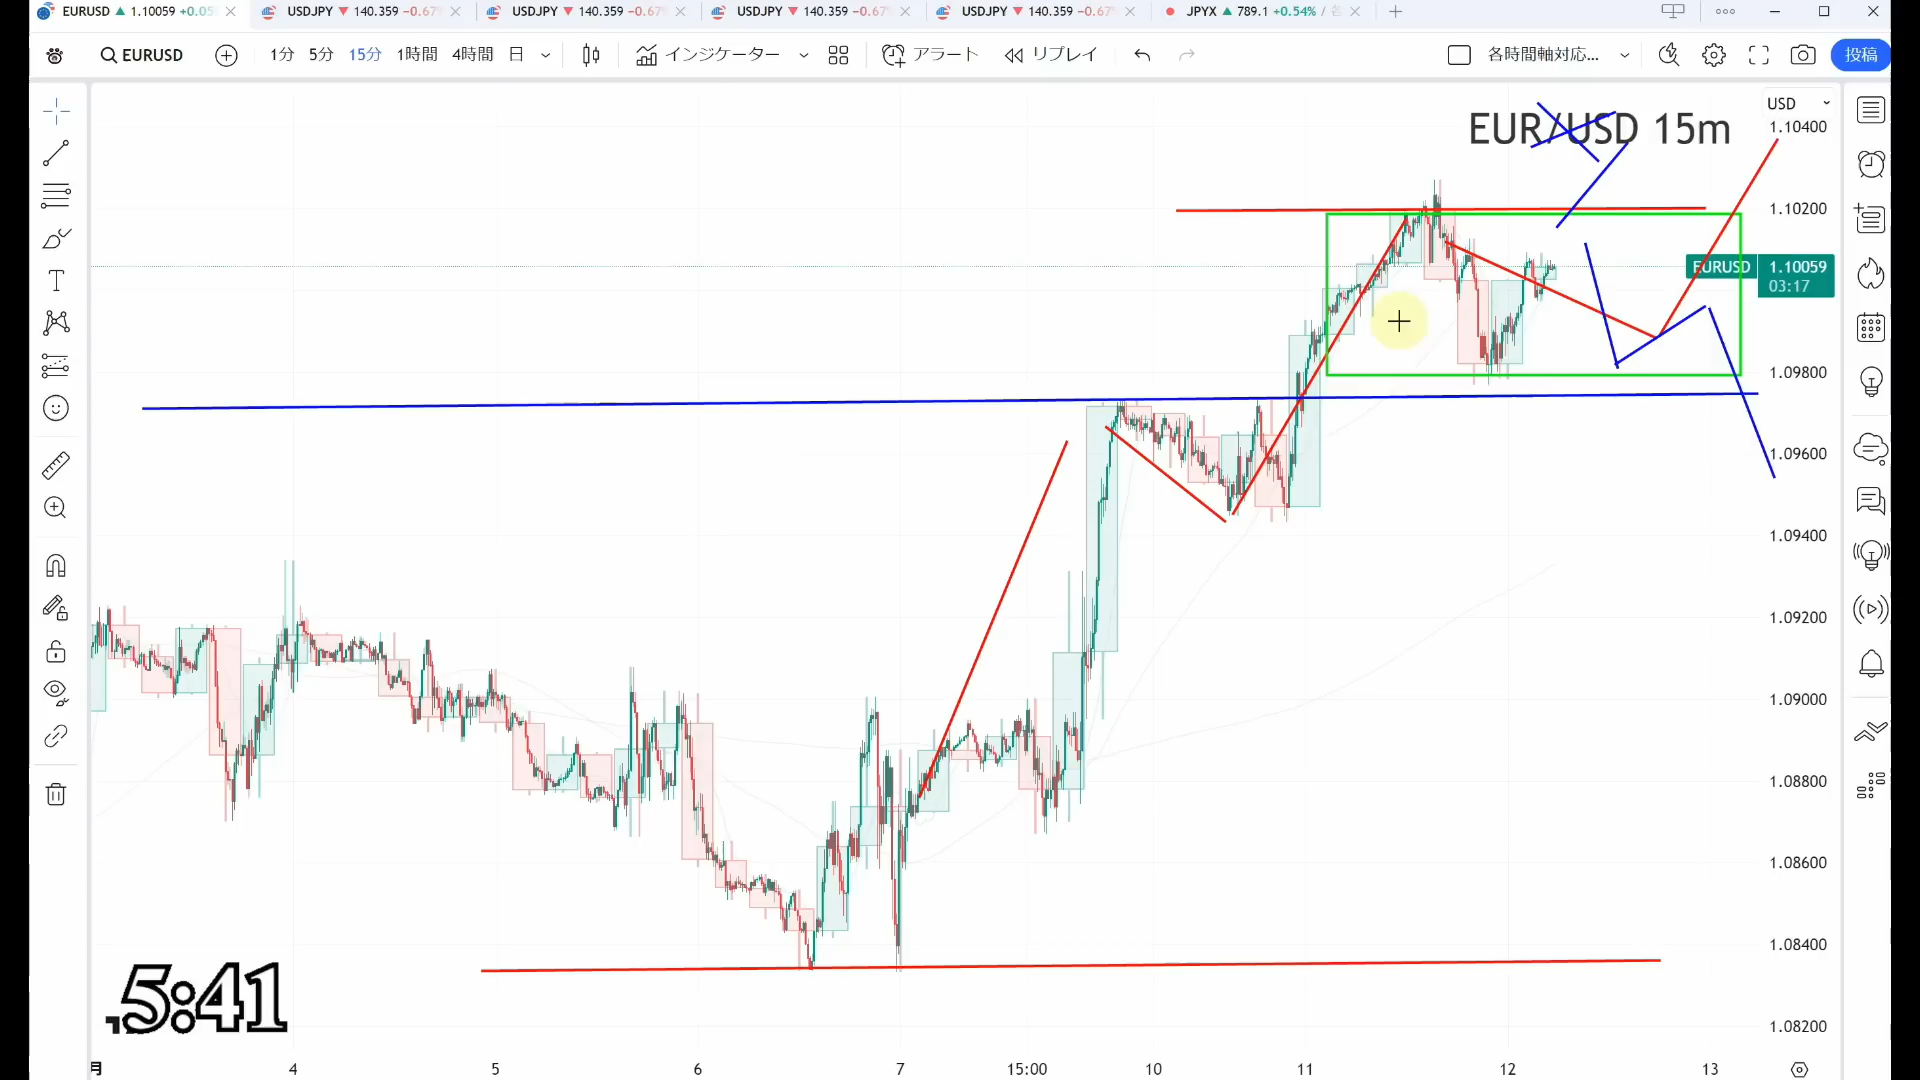 EURUSD ▲ 1.10059 +0.05
USDJPY ▼ 140.359 −0.67
USDJPY ▼ 140.359 −0.67
USDJPY ▼ 140.359 −0.67
USDJPY ▼ 140.359 −0.67
JPYX ▲ 789.1 +0.54% /
EURUSD
1分 5分 15分 1時間 4時間 日
インジケーター
アラート
リプレイ
各時間軸対応...
投稿
USD
EUR/USD 15m
1.10400
1.10200
EURUSD 1.10059
03:17
1.09800
1.09600
1.09400
1.09200
1.09000
1.08800
1.08600
1.08400
1.08200
5:41
月 4 5 6 7 15:00 10 11 12 13